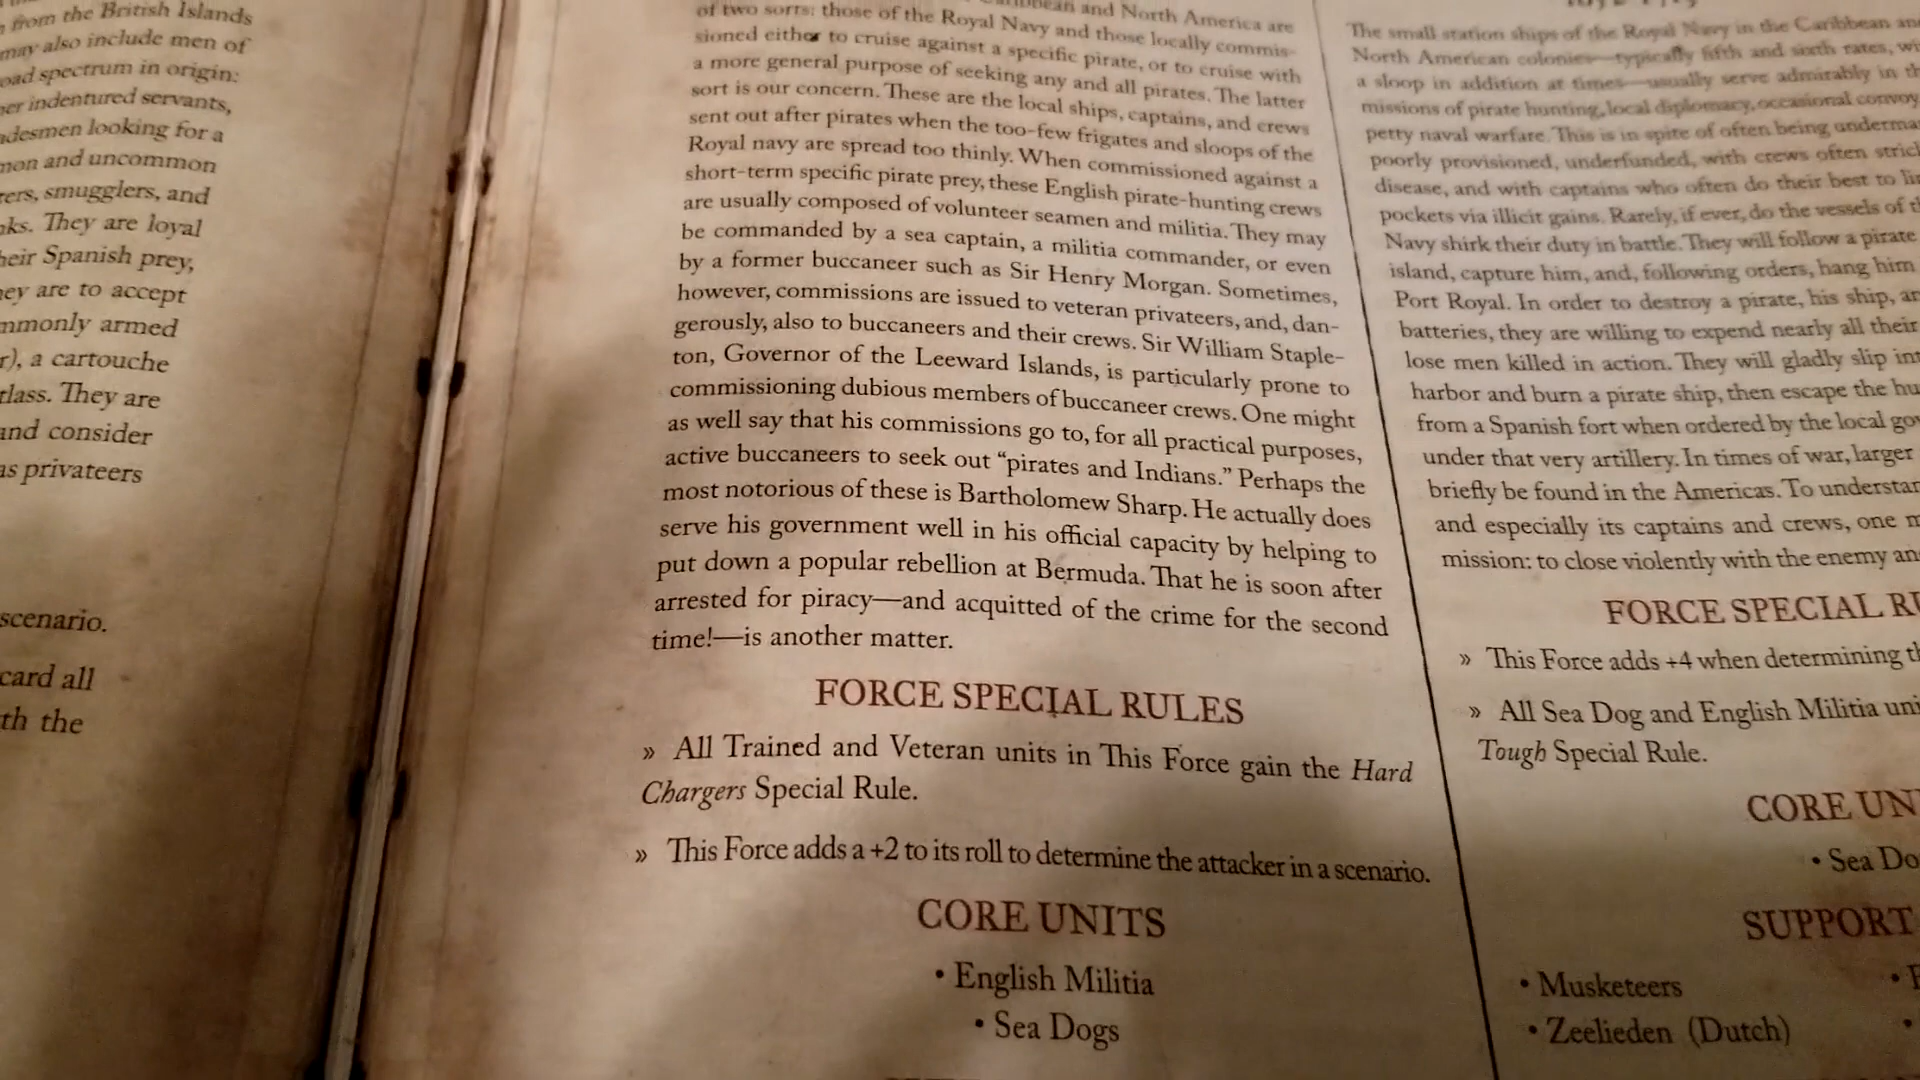 from the British Islands
may also include men of
oad spectrum in origin:
er indentured servants,
desmen looking for a
mon and uncommon
ers, smugglers, and
ks. They are loyal
heir Spanish prey,
ey are to accept
mmonly armed
r), a cartouche
tlass. They are
and consider
as privateers
scenario.
card all
th the
and North America are
of two sorts: those of the Royal Navy and those locally commis-
sioned either to cruise against a specific pirate, or to cruise with
a more general purpose of seeking any and all pirates. The latter
sort is our concern. These are the local ships, captains, and crews
sent out after pirates when the too-few frigates and sloops of the
Royal navy are spread too thinly. When commissioned against a
short-term specific pirate prey, these English pirate-hunting crews
are usually composed of volunteer seamen and militia. They may
be commanded by a sea captain, a militia commander, or even
by a former buccaneer such as Sir Henry Morgan. Sometimes,
however, commissions are issued to veteran privateers, and, dan-
gerously, also to buccaneers and their crews. Sir William Staple-
ton, Governor of the Leeward Islands, is particularly prone to
commissioning dubious members of buccaneer crews. One might
as well say that his commissions go to, for all practical purposes,
active buccaneers to seek out “pirates and Indians.” Perhaps the
most notorious of these is Bartholomew Sharp. He actually does
serve his government well in his official capacity by helping to
put down a popular rebellion at Bermuda. That he is soon after
arrested for piracy—and acquitted of the crime for the second
time!—is another matter.
FORCE SPECIAL RULES
» All Trained and Veteran units in This Force gain the Hard
Chargers Special Rule.
» This Force adds a +2 to its roll to determine the attacker in a scenario.
CORE UNITS
• English Militia
• Sea Dogs
The small station ships of the Royal Navy in the Caribbean and
North American colonies—typically fifth and sixth rates, wi
a sloop in addition at times—usually serve admirably in th
missions of pirate hunting, local diplomacy, occasional convoy
petty naval warfare. This is in spite of often being underma
poorly provisioned, underfunded, with crews often strick
disease, and with captains who often do their best to lin
pockets via illicit gains. Rarely, if ever, do the vessels of th
Navy shirk their duty in battle. They will follow a pirate
island, capture him, and, following orders, hang him
Port Royal. In order to destroy a pirate, his ship, an
batteries, they are willing to expend nearly all their
lose men killed in action. They will gladly slip int
harbor and burn a pirate ship, then escape the hu
from a Spanish fort when ordered by the local gov
under that very artillery. In times of war, larger
briefly be found in the Americas. To understan
and especially its captains and crews, one m
mission: to close violently with the enemy an
FORCE SPECIAL RU
» This Force adds +4 when determining th
» All Sea Dog and English Militia uni
Tough Special Rule.
CORE UN
• Sea Do
SUPPORT
• Musketeers
• Zeelieden (Dutch)